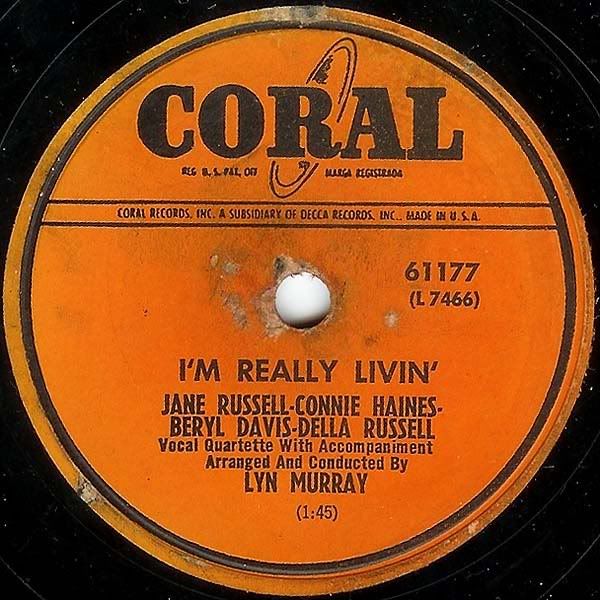 CORAL
REG U. S. PAT. OFF MARCA REGISTRADA
CORAL RECORDS, INC. A SUBSIDIARY OF DECCA RECORDS, INC., MADE IN U. S. A.
61177
(L 7466)
I'M REALLY LIVIN'
JANE RUSSELL-CONNIE HAINES-
BERYL DAVIS-DELLA RUSSELL
Vocal Quartette With Accompaniment
Arranged And Conducted By
LYN MURRAY
(1:45)